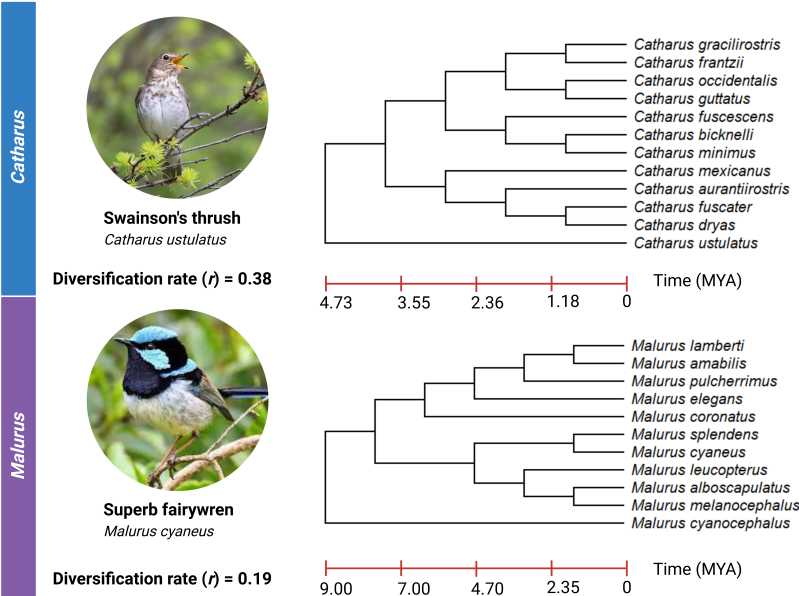 Catharus
Swainson's thrush
Catharus ustulatus
Diversification rate (r) = 0.38
Catharus gracilirostris
Catharus frantzii
Catharus occidentalis
Catharus guttatus
Catharus fuscescens
Catharus bicknelli
Catharus minimus
Catharus mexicanus
Catharus aurantiirostris
Catharus fuscater
Catharus dryas
Catharus ustulatus
Time (MYA)
4.73 3.55 2.36 1.18 0
Malurus
Superb fairywren
Malurus cyaneus
Diversification rate (r) = 0.19
Malurus lamberti
Malurus amabilis
Malurus pulcherrimus
Malurus elegans
Malurus coronatus
Malurus splendens
Malurus cyaneus
Malurus leucopterus
Malurus alboscapulatus
Malurus melanocephalus
Malurus cyanocephalus
Time (MYA)
9.00 7.00 4.70 2.35 0